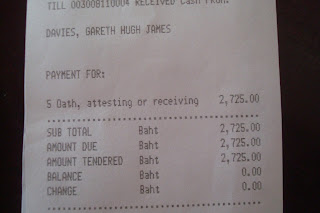 TILL 003008110004 RECEIVED Cash From:
DAVIES, GARETH HUGH JAMES
PAYMENT FOR:
5 Oath, attesting or receiving 2,725.00
SUB TOTAL Baht 2,725.00
AMOUNT DUE Baht 2,725.00
AMOUNT TENDERED Baht 2,725.00
BALANCE Baht 0.00
CHANGE Baht 0.00